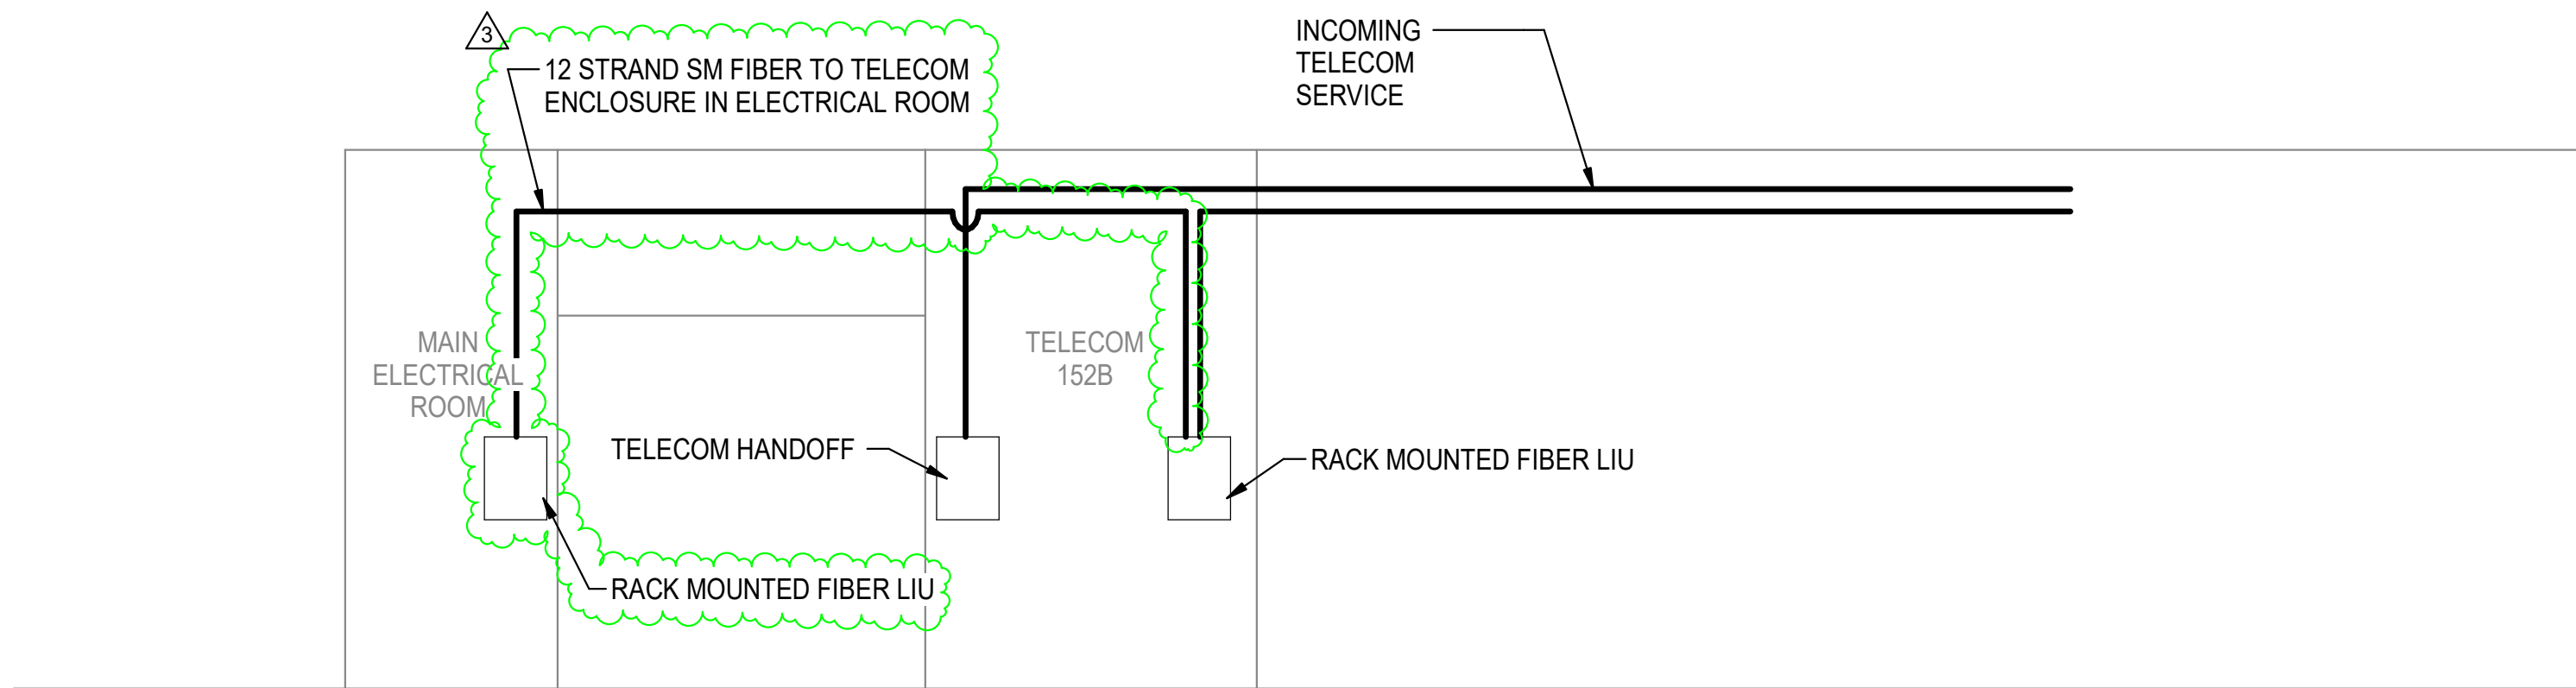 3
12 STRAND SM FIBER TO TELECOM
ENCLOSURE IN ELECTRICAL ROOM
INCOMING
TELECOM
SERVICE
MAIN
ELECTRICAL
ROOM
TELECOM
152B
TELECOM HANDOFF
RACK MOUNTED FIBER LIU
RACK MOUNTED FIBER LIU